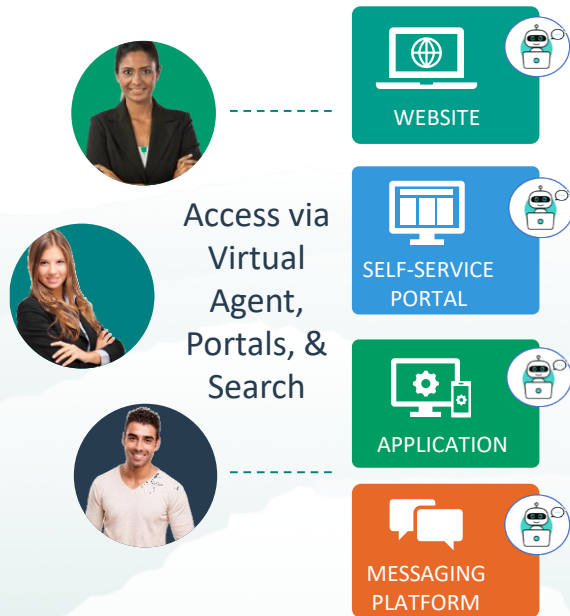 WEBSITE
Access via
Virtual
Agent,
Portals, &
Search
SELF-SERVICE
PORTAL
APPLICATION
MESSAGING
PLATFORM